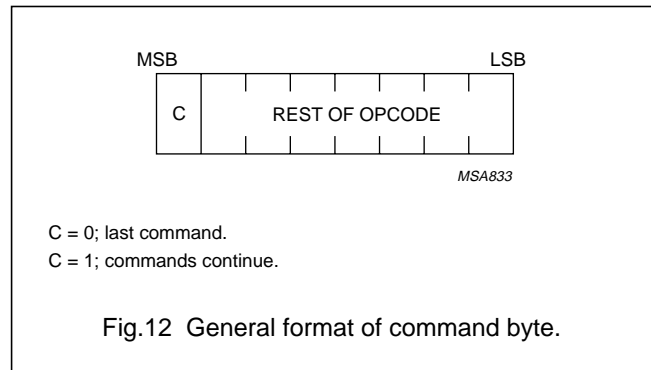 MSB LSB
C REST OF OPCODE
MSA833
C = 0; last command.
C = 1; commands continue.
Fig.12 General format of command byte.